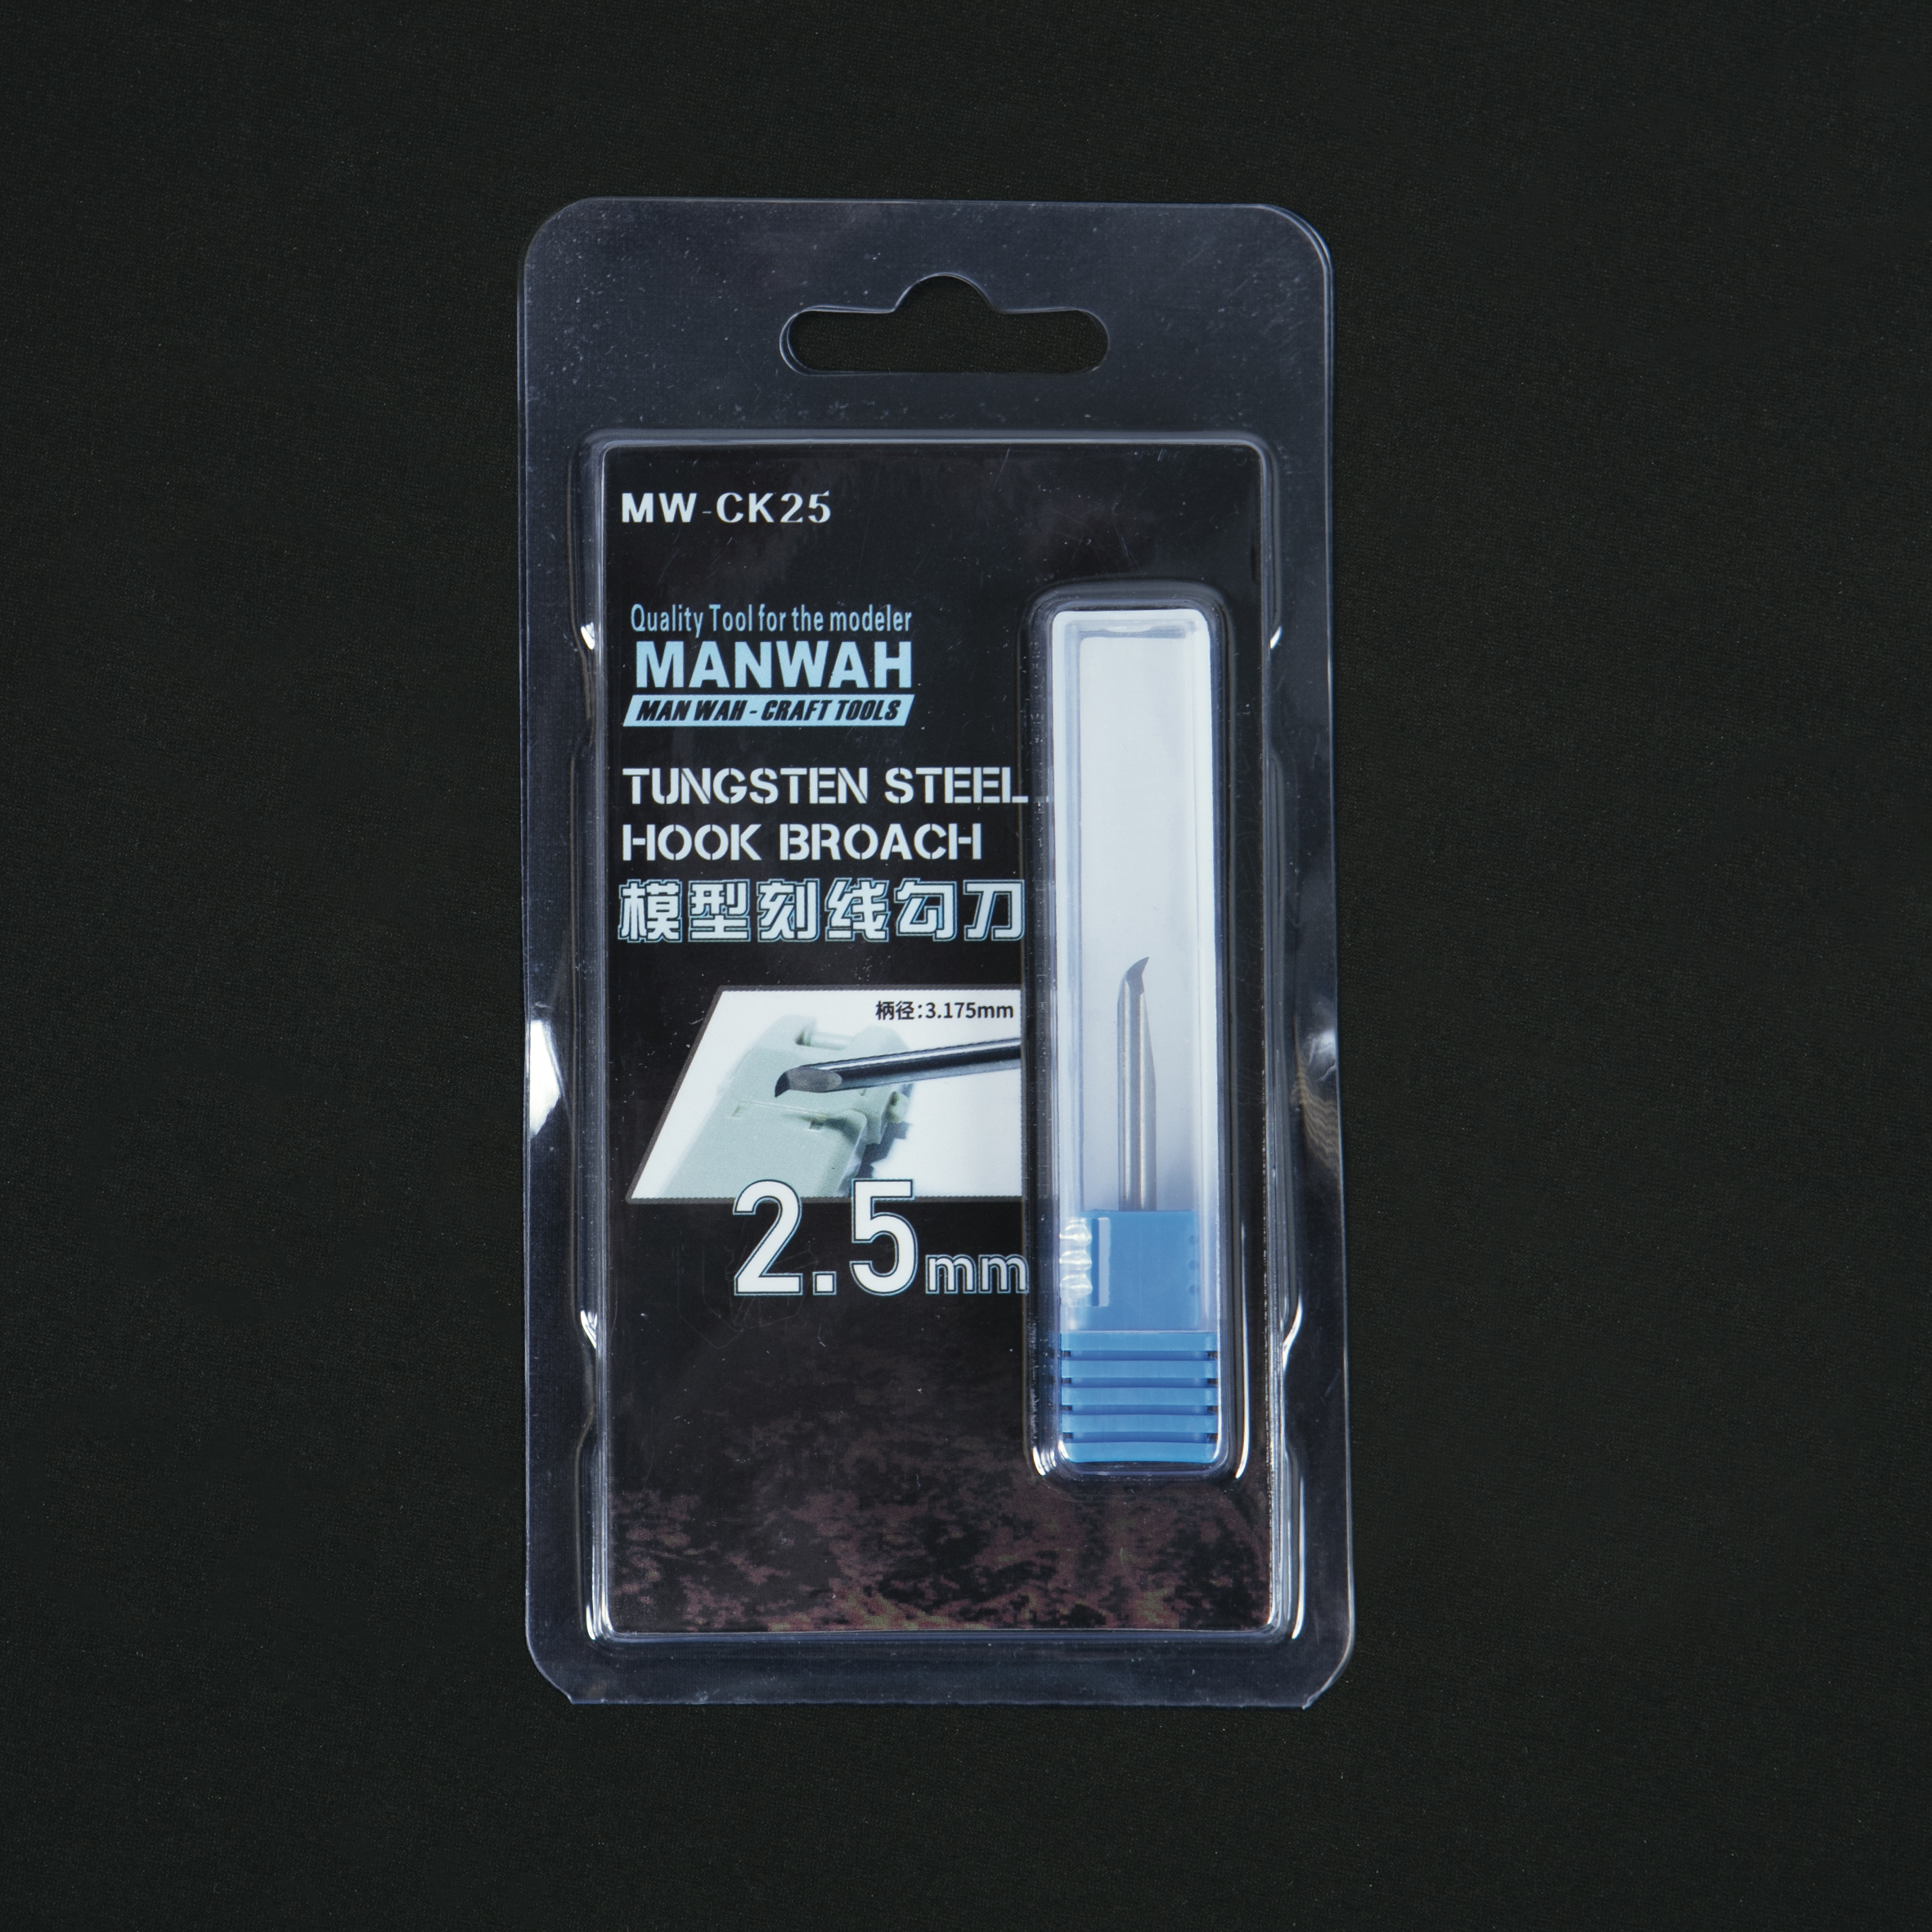 MW-CK25
Quality Tool for the modeler
MANWAH
MAN WAH - CRAFT TOOLS
TUNGSTEN STEEL
HOOK BROACH
模型刻线勾刀
柄径:3.175mm
2.5mm